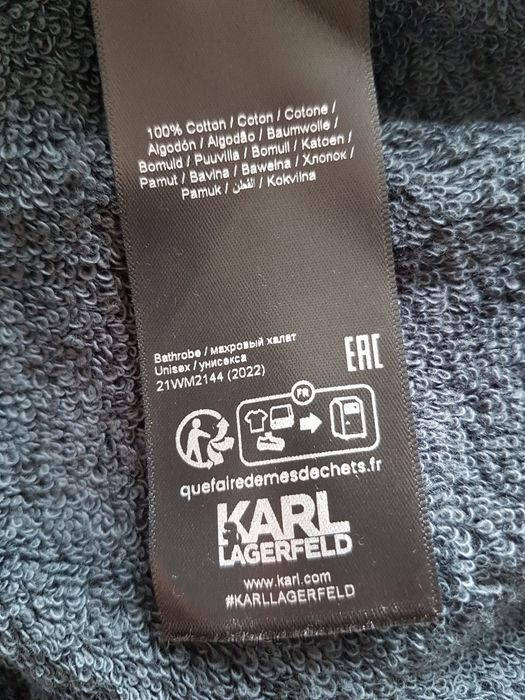 100% Cotton / Coton / Cotone /
Algodón / Algodão / Baumwolle /
Bomuld / Puuvilla / Bomull / Katoen /
Pamut / Bavlna / Bawełna / Хлопок /
Pamuk / القطن / Kokvilna
Bathrobe / махровый халат
Unisex / унисекса
21WM2144 (2022)
EAC
FR
quefairedemesdechets.fr
KARL
LAGERFELD
www.karl.com
#KARLLAGERFELD